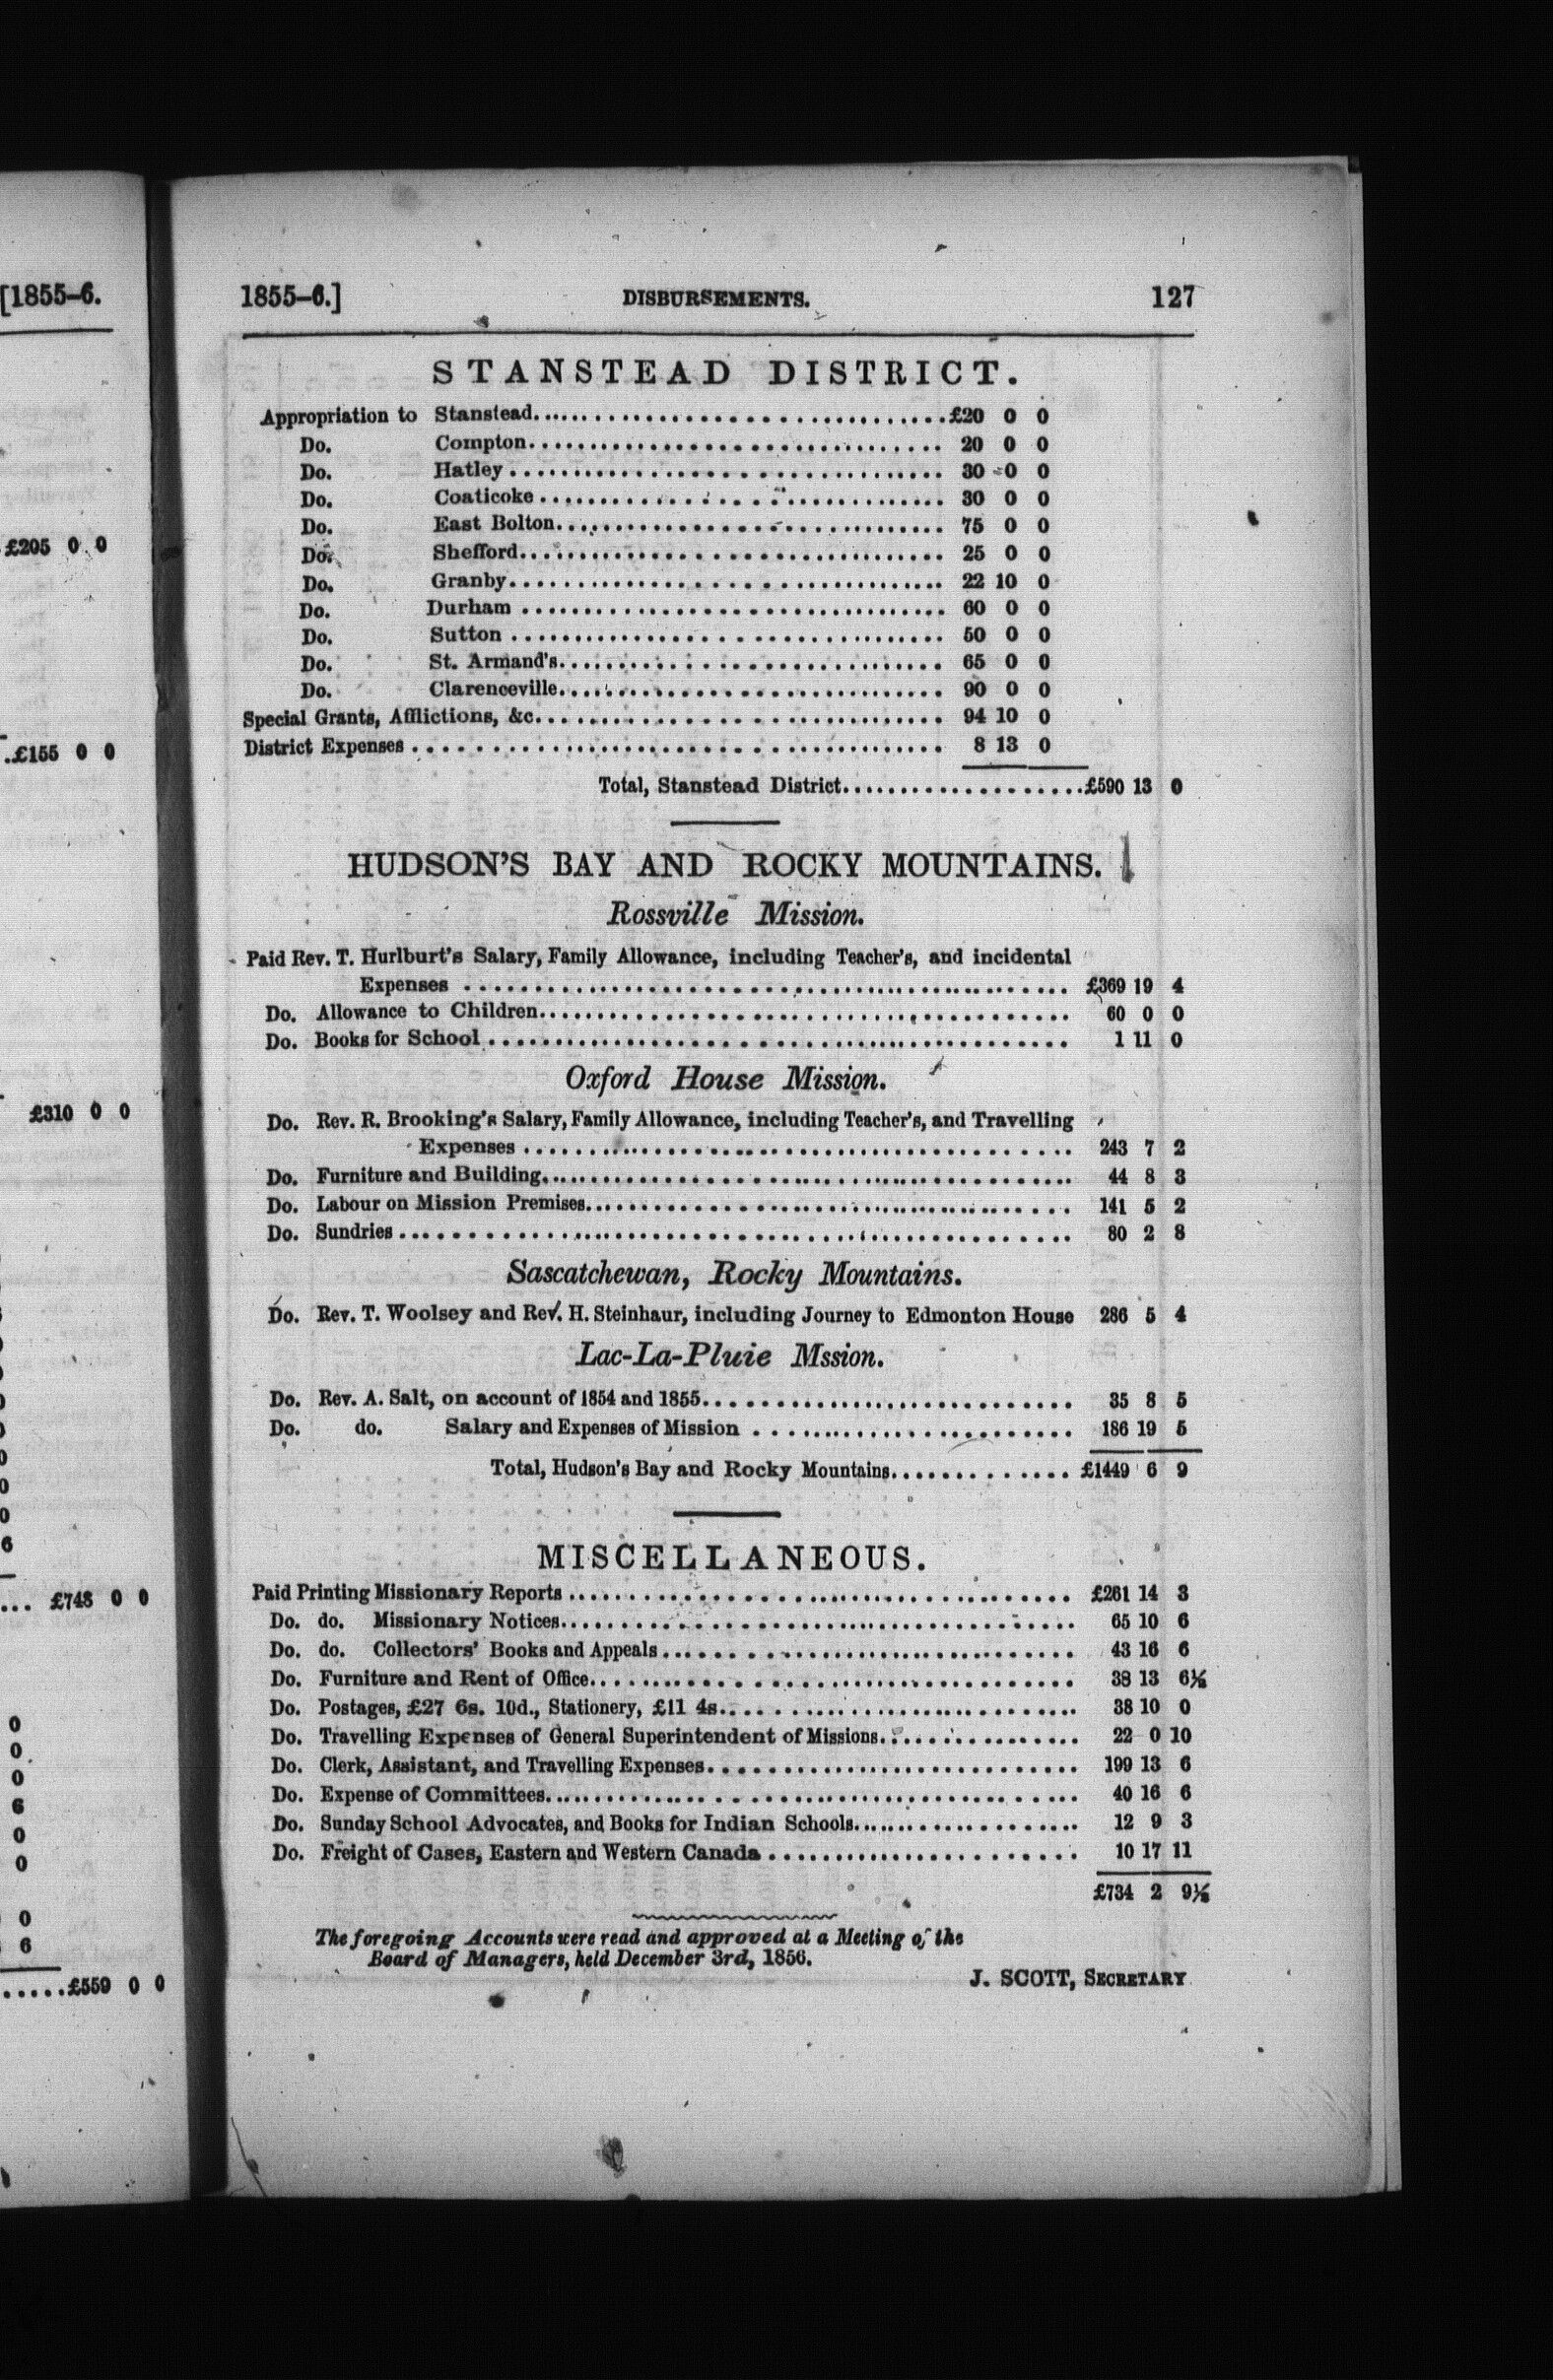 [1855-6.
£205 0 0
.£155 0 0
£310 0 0
6
0
0
0
6
... £748 0 0
0
0
0
6
0
0
0
6
.....£559 0 0
1855-6.] DISBURSEMENTS. 127
STANSTEAD DISTRICT.
Appropriation to Stanstead....................£20 0 0
Do. Compton.................... 20 0 0
Do. Hatley.................... 30 0 0
Do. Coaticoke.................... 30 0 0
Do. East Bolton.................... 75 0 0
Do. Shefford.................... 25 0 0
Do. Granby.................... 22 10 0
Do. Durham.................... 60 0 0
Do. Sutton.................... 50 0 0
Do. St. Armand's.................... 65 0 0
Do. Clarenceville.................... 90 0 0
Special Grants, Afflictions, &c.................... 94 10 0
District Expenses.................... 8 13 0
Total, Stanstead District....................£590 13 0
HUDSON'S BAY AND ROCKY MOUNTAINS.
Rossville Mission.
Paid Rev. T. Hurlburt's Salary, Family Allowance, including Teacher's, and incidental
Expenses.................... £369 19 4
Do. Allowance to Children.................... 60 0 0
Do. Books for School.................... 1 11 0
Oxford House Mission.
Do. Rev. R. Brooking's Salary, Family Allowance, including Teacher's, and Travelling
Expenses.................... 243 7 2
Do. Furniture and Building.................... 44 8 3
Do. Labour on Mission Premises.................... 141 5 2
Do. Sundries.................... 80 2 8
Sascatchewan, Rocky Mountains.
Do. Rev. T. Woolsey and Rev. H. Steinhaur, including Journey to Edmonton House 286 5 4
Lac-La-Pluie Mssion.
Do. Rev. A. Salt, on account of 1854 and 1855.................... 35 8 5
Do. do. Salary and Expenses of Mission.................... 186 19 5
Total, Hudson's Bay and Rocky Mountains.................... £1449 6 9
MISCELLANEOUS.
Paid Printing Missionary Reports.................... £261 14 3
Do. do. Missionary Notices.................... 65 10 6
Do. do. Collectors' Books and Appeals.................... 43 16 6
Do. Furniture and Rent of Office.................... 38 13 6½
Do. Postages, £27 6s. 10d., Stationery, £11 4s.................... 38 10 0
Do. Travelling Expenses of General Superintendent of Missions.................... 22 0 10
Do. Clerk, Assistant, and Travelling Expenses.................... 199 13 6
Do. Expense of Committees.................... 40 16 6
Do. Sunday School Advocates, and Books for Indian Schools.................... 12 9 3
Do. Freight of Cases, Eastern and Western Canada.................... 10 17 11
£734 2 9½
The foregoing Accounts were read and approved at a Meeting of the
Board of Managers, held December 3rd, 1856.
J. SCOTT, SECRETARY